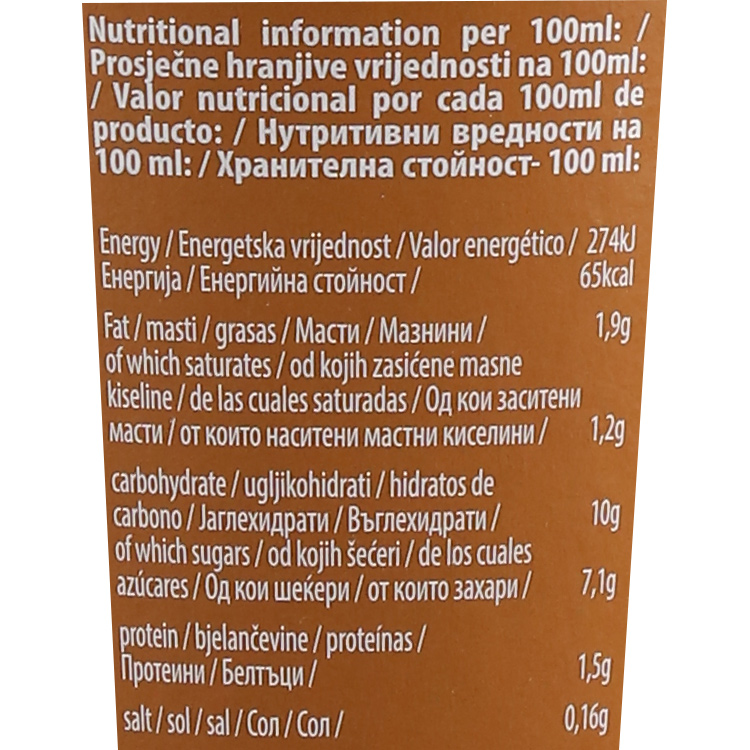 Nutritional information per 100ml: /
Prosječne hranjive vrijednosti na 100ml:
/ Valor nutricional por cada 100ml de
producto: / Нутритивни вредности на
100 ml: / Хранителна стойност- 100 ml:
Energy / Energetska vrijednost / Valor energético / 274kJ
Енергија / Енергийна стойност / 65kcal
Fat / masti / grasas / Масти / Мазнини / 1,9g
of which saturates / od kojih zasićene masne
kiseline / de las cuales saturadas / Од кои заситени
масти / от които наситени мастни киселини / 1,2g
carbohydrate / ugljikohidrati / hidratos de
carbono / Јаглехидрати / Въглехидрати / 10g
of which sugars / od kojih šećeri / de los cuales
azúcares / Од кои шеќери / от които захари / 7,1g
protein / bjelančevine / proteínas /
Протеини / Белтъци / 1,5g
salt / sol / sal / Сол / Сол / 0,16g